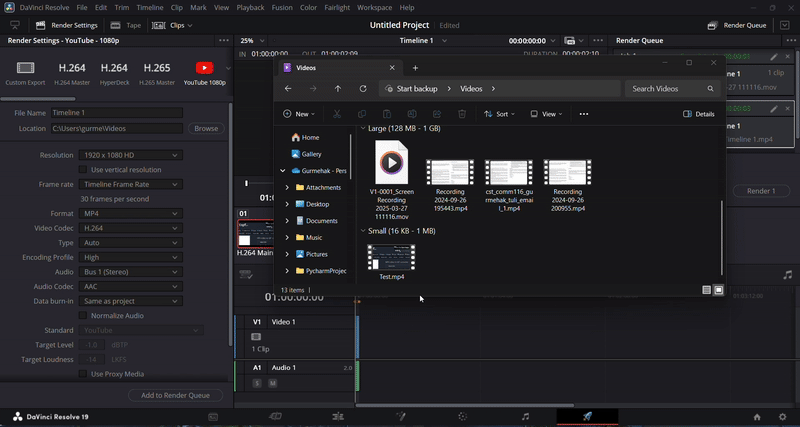 DaVinci Resolve File Edit Trim Timeline Clip Mark View Playback Fusion Color Fairlight Workspace Help
Render Settings Tape Clips Untitled Project Edited Render Queue
Render Settings - YouTube - 1080p 25% Timeline 1 00:00:00:00 Render Queue
IN 01:00:00:00 OUT 01:00:02:09 DURATION 00:00:02:10
H.264 H.264 H.265
Custom Export H.264 Master HyperDeck H.265 Master YouTube 1080p
File Name Timeline 1
Location C:\Users\gurme\Videos Browse
Resolution 1920 x 1080 HD
Use vertical resolution
Frame rate Timeline Frame Rate
30 frames per second
Format MP4
Video Codec H.264
Type Auto
Encoding Profile High
Audio Bus 1 (Stereo)
Audio Codec AAC
Data burn-in Same as project
Normalize Audio
Standard YouTube
Target Level -1.0 dBTP
Target Loudness -14 LKFS
Use Proxy Media
Add to Render Queue
Videos
Start backup Videos Search Videos
New Sort View Details
Home
Gallery
Gurmehak - Pers
Attachments
Desktop
Documents
Music
Pictures
PycharmProjec
Large (128 MB - 1 GB)
V1-0001_Screen
Recording
2025-03-27
111116.mov
Recording
2024-09-26
195443.mp4
cst_comm116_gu
rmehak_tuli_emai
l_1.mp4
Recording
2024-09-26
200955.mp4
Small (16 KB - 1 MB)
Test.mp4
13 items
1 clip
-27 111116.mov
ne 1
imeline 1.mp4
Render 1
01
H.264 Main
01:00:00:00
V1 Video 1
1 Clip
A1 Audio 1 2.0
S M
DaVinci Resolve 19